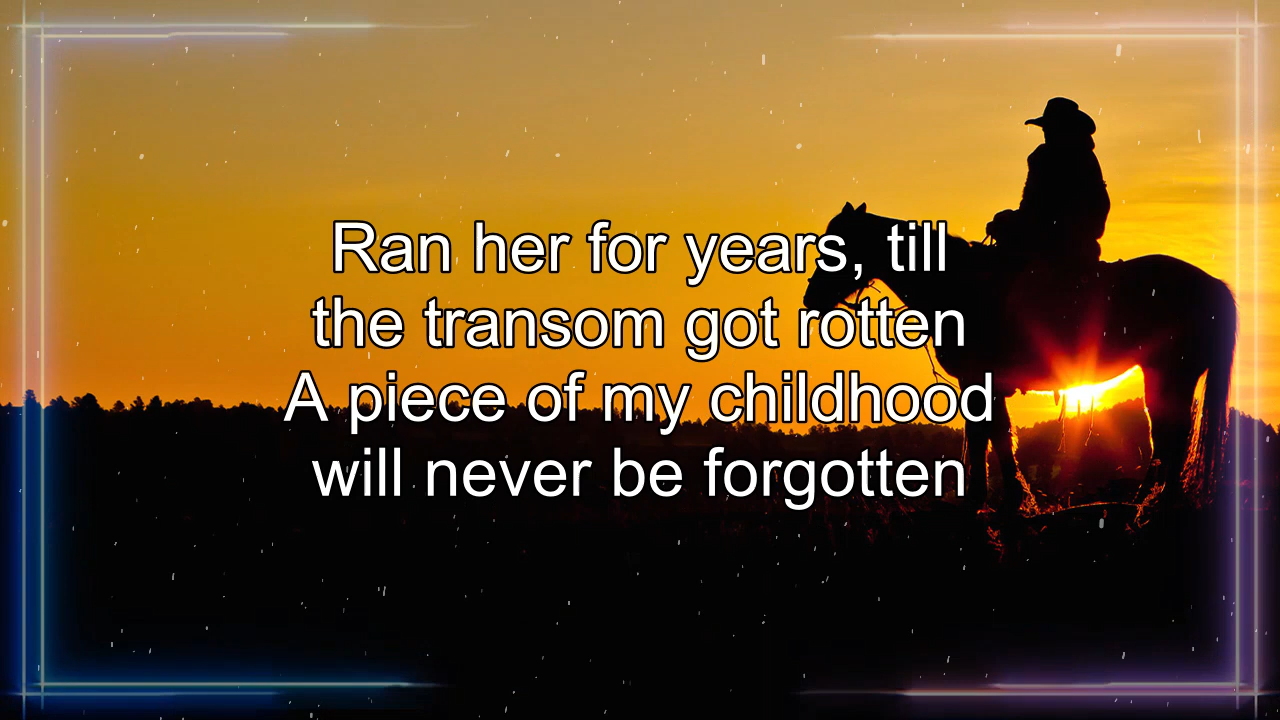 Ran her for years, till
the transom got rotten
A piece of my childhood
will never be forgotten